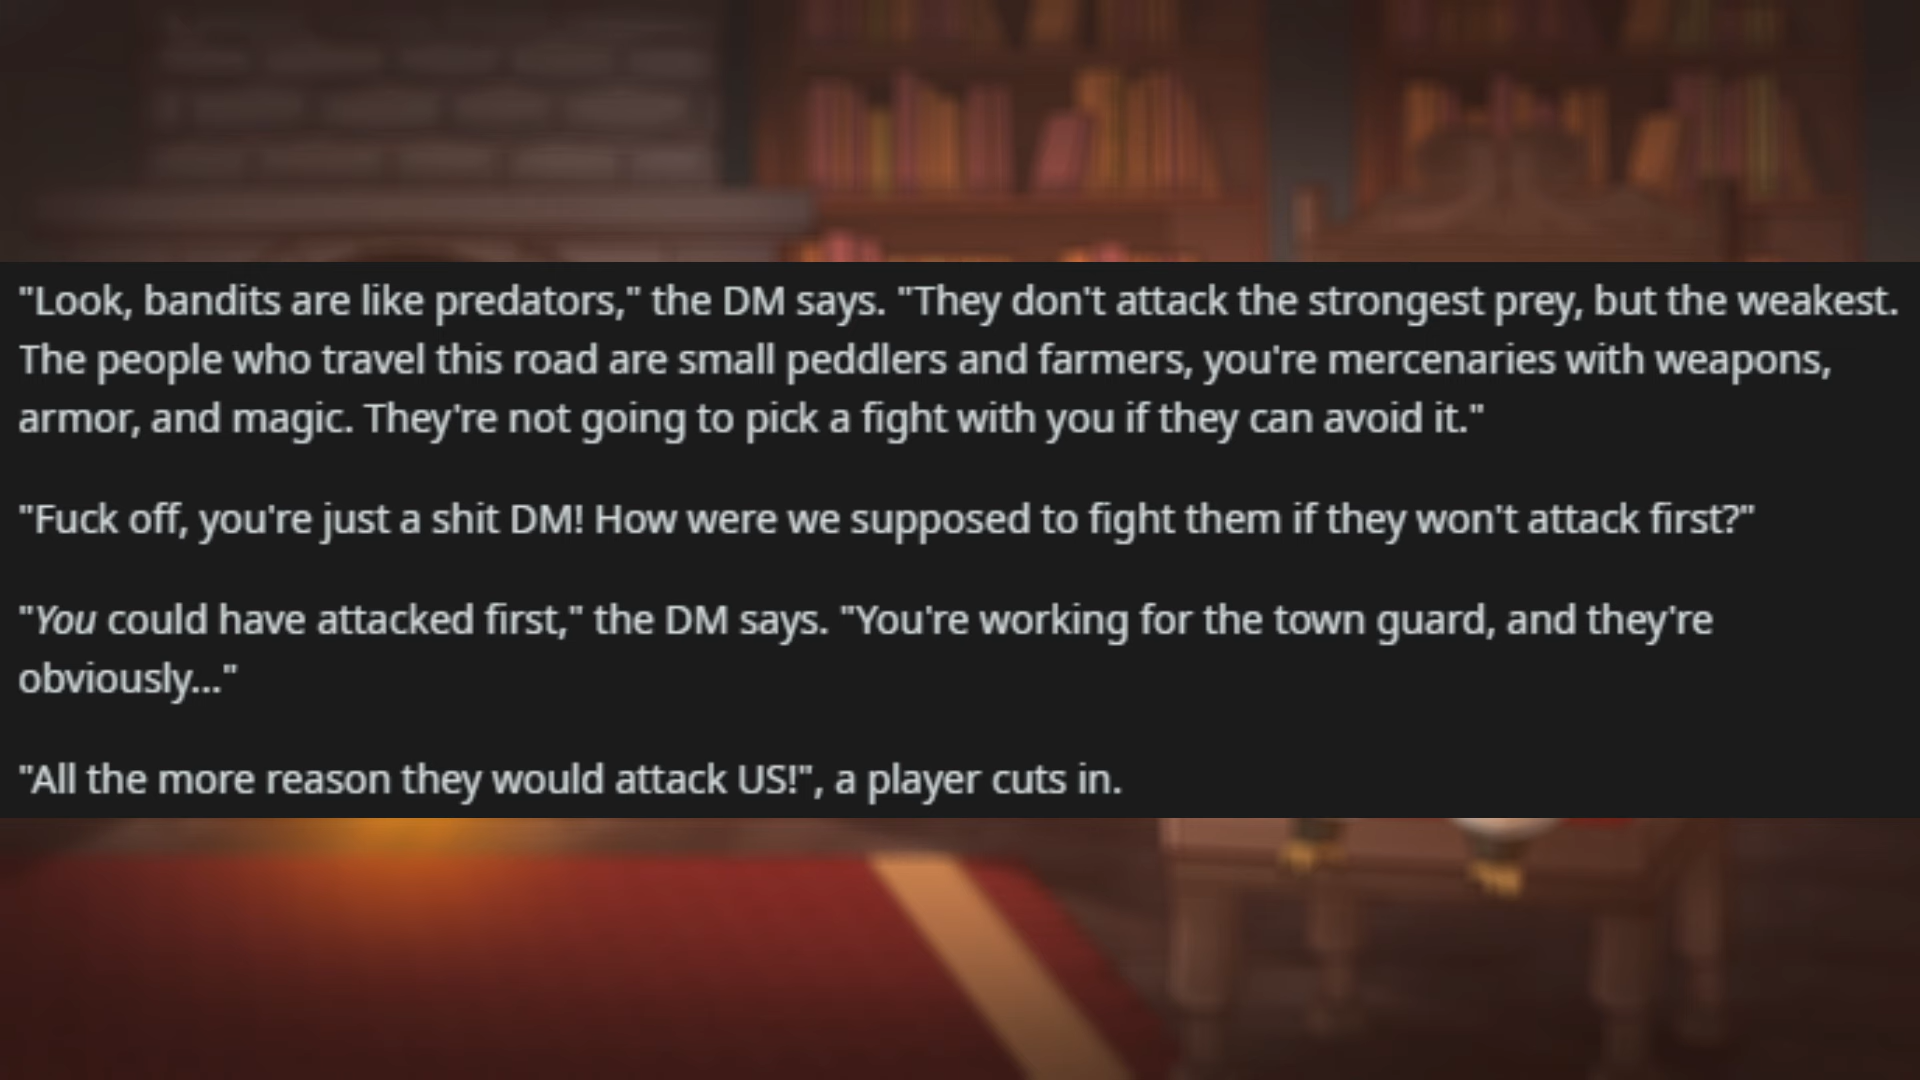 "Look, bandits are like predators," the DM says. "They don't attack the strongest prey, but the weakest.
The people who travel this road are small peddlers and farmers, you're mercenaries with weapons,
armor, and magic. They're not going to pick a fight with you if they can avoid it."
"Fuck off, you're just a shit DM! How were we supposed to fight them if they won't attack first?"
"You could have attacked first," the DM says. "You're working for the town guard, and they're
obviously..."
"All the more reason they would attack US!", a player cuts in.